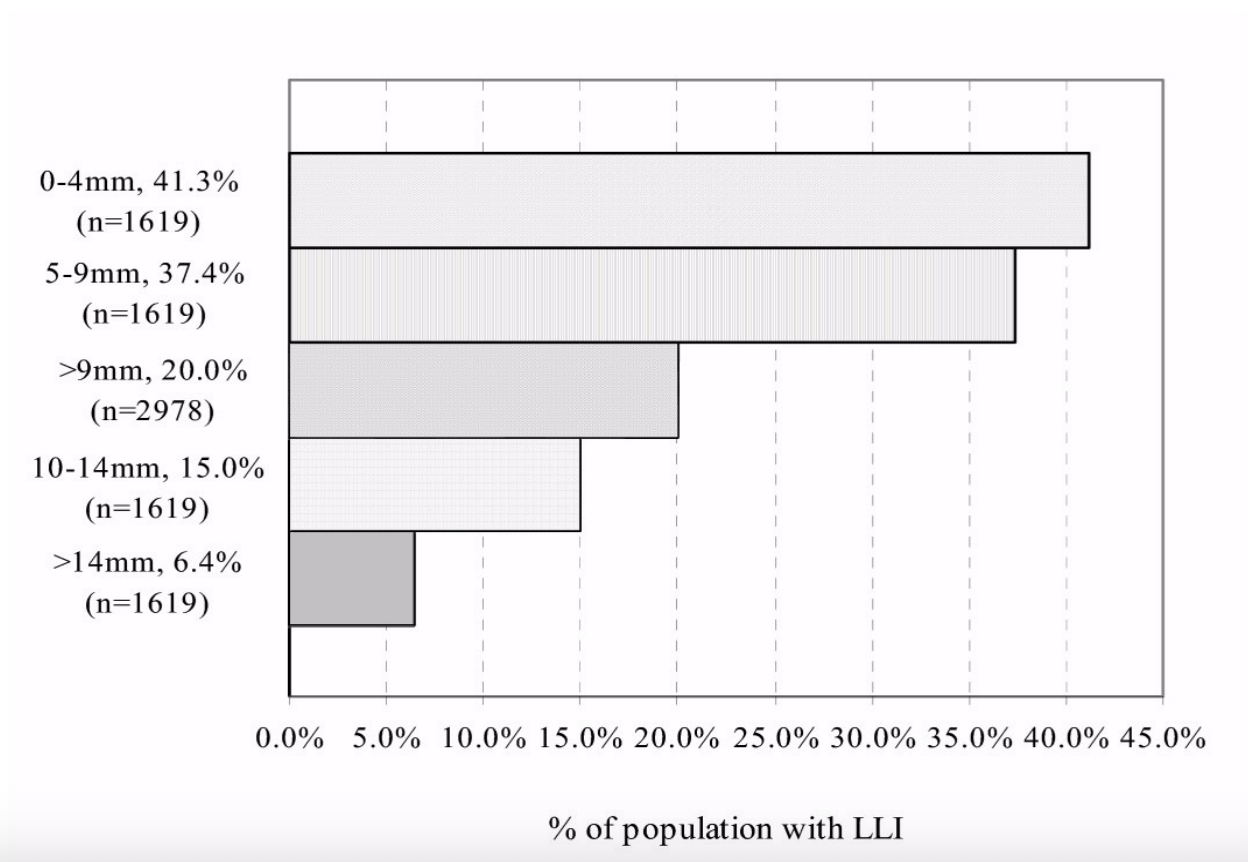 0-4mm, 41.3%
(n=1619)
5-9mm, 37.4%
(n=1619)
>9mm, 20.0%
(n=2978)
10-14mm, 15.0%
(n=1619)
>14mm, 6.4%
(n=1619)
0.0% 5.0% 10.0% 15.0% 20.0% 25.0% 30.0% 35.0% 40.0% 45.0%
% of population with LLI